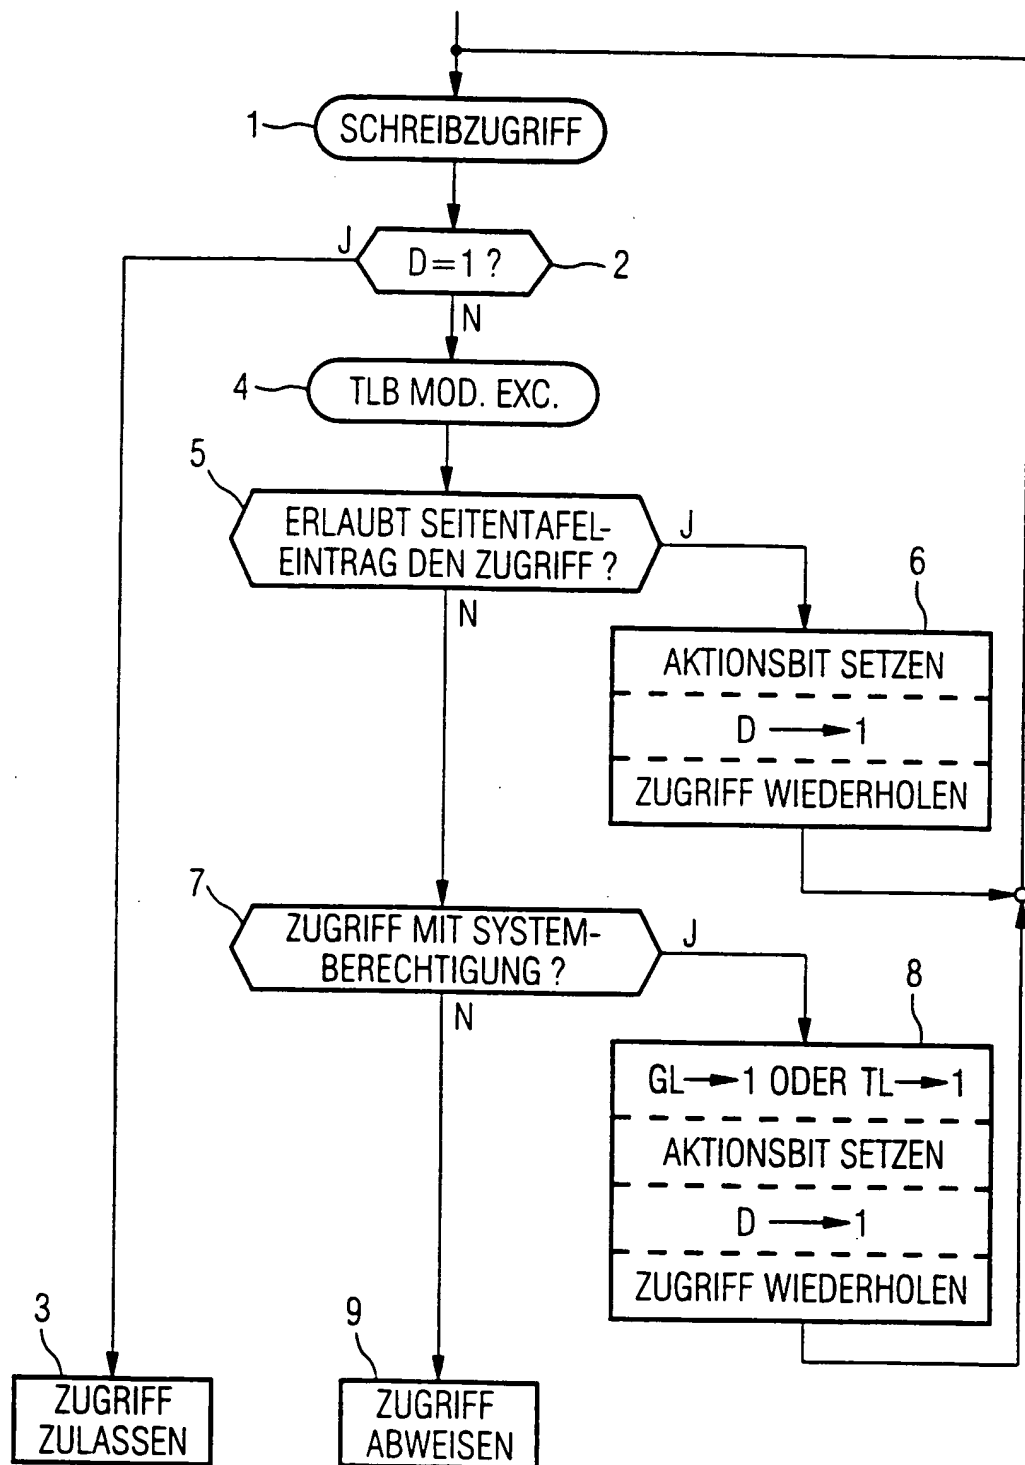 1
SCHREIBZUGRIFF
J
D=1 ?
2
N
4
TLB MOD. EXC.
5
ERLAUBT SEITENTAFEL-
EINTRAG DEN ZUGRIFF ?
J
N
6
AKTIONSBIT SETZEN
D → 1
ZUGRIFF WIEDERHOLEN
7
ZUGRIFF MIT SYSTEM-
BERECHTIGUNG ?
J
N
8
GL→1 ODER TL→1
AKTIONSBIT SETZEN
D → 1
ZUGRIFF WIEDERHOLEN
3
ZUGRIFF
ZULASSEN
9
ZUGRIFF
ABWEISEN